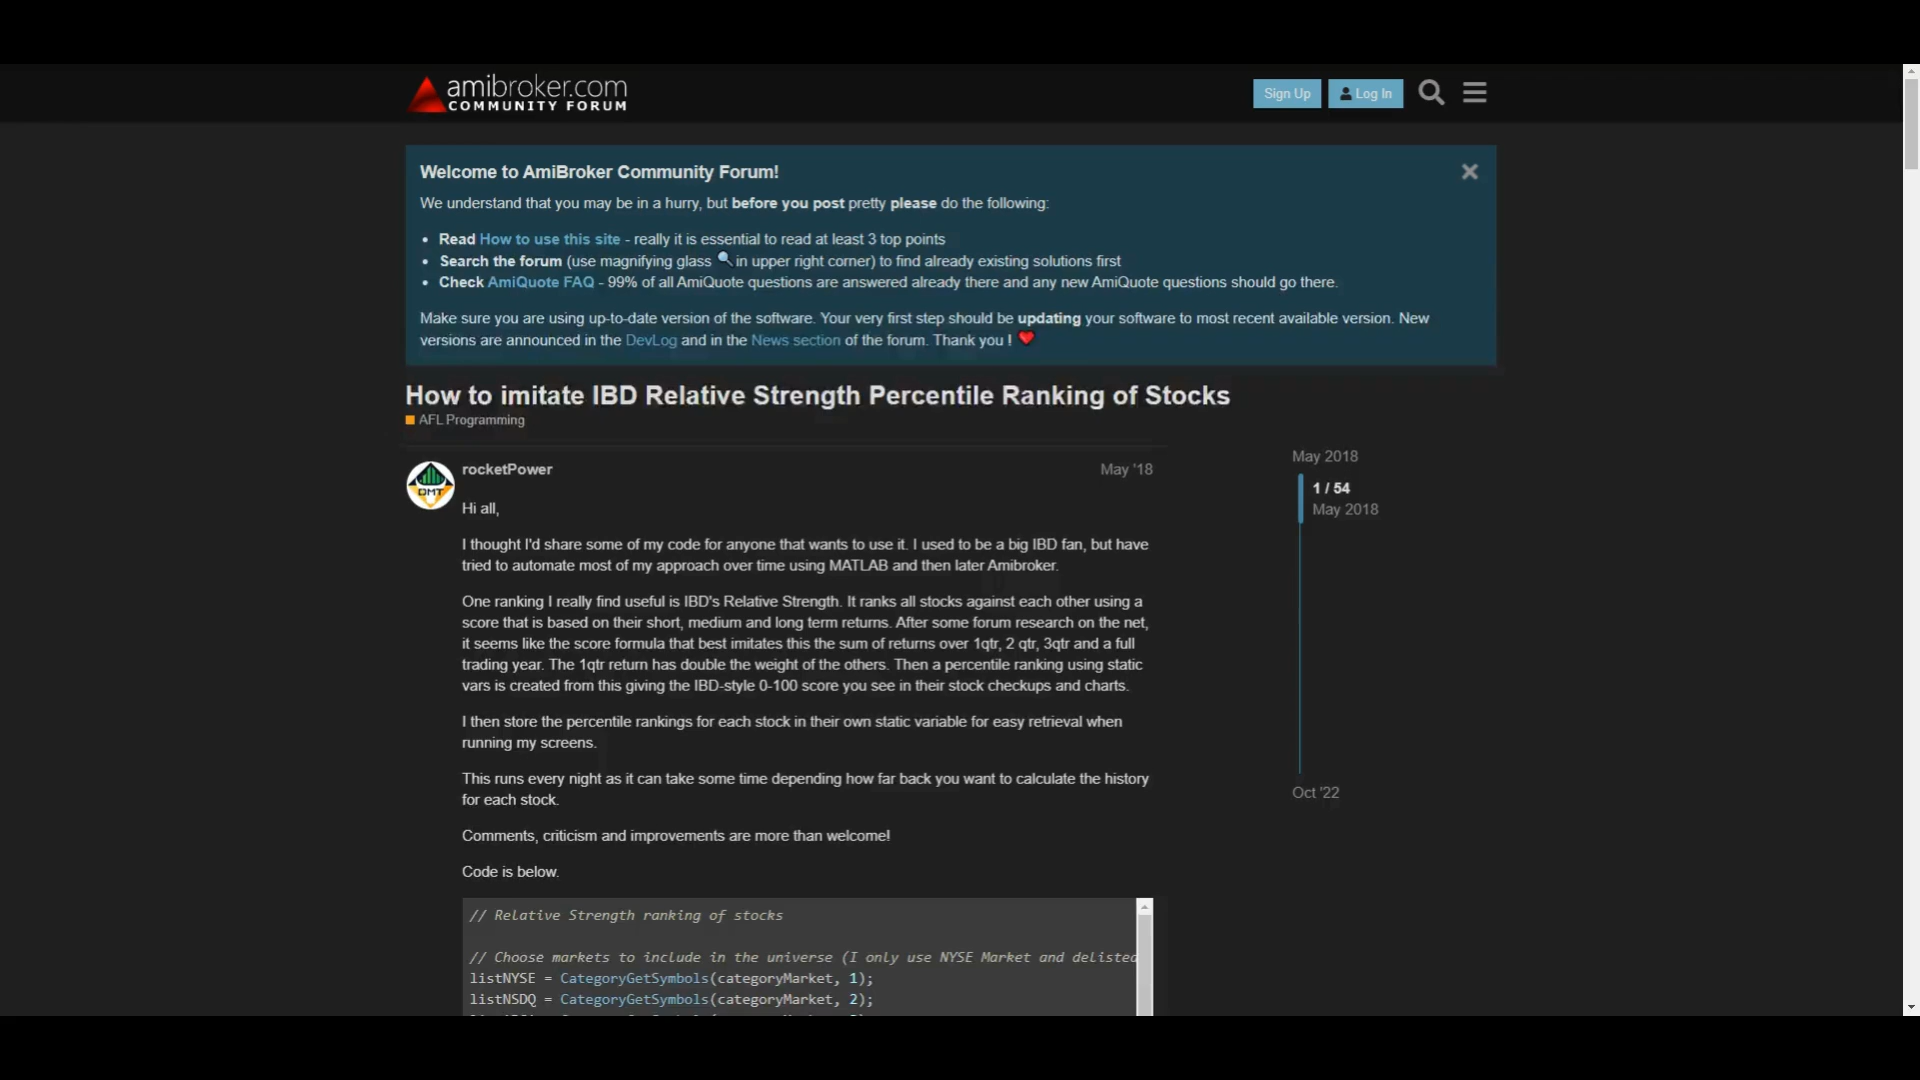 amibroker.com
COMMUNITY FORUM
Sign Up
Log In
Welcome to AmiBroker Community Forum!
We understand that you may be in a hurry, but before you post pretty please do the following:
• Read How to use this site - really it is essential to read at least 3 top points
• Search the forum (use magnifying glass 🔍 in upper right corner) to find already existing solutions first
• Check AmiQuote FAQ - 99% of all AmiQuote questions are answered already there and any new AmiQuote questions should go there.
Make sure you are using up-to-date version of the software. Your very first step should be updating your software to most recent available version. New
versions are announced in the DevLog and in the News section of the forum. Thank you ! ❤
How to imitate IBD Relative Strength Percentile Ranking of Stocks
AFL Programming
DMT
rocketPower
May '18
Hi all,
I thought I'd share some of my code for anyone that wants to use it. I used to be a big IBD fan, but have
tried to automate most of my approach over time using MATLAB and then later Amibroker.
One ranking I really find useful is IBD's Relative Strength. It ranks all stocks against each other using a
score that is based on their short, medium and long term returns. After some forum research on the net,
it seems like the score formula that best imitates this the sum of returns over 1qtr, 2 qtr, 3qtr and a full
trading year. The 1qtr return has double the weight of the others. Then a percentile ranking using static
vars is created from this giving the IBD-style 0-100 score you see in their stock checkups and charts.
I then store the percentile rankings for each stock in their own static variable for easy retrieval when
running my screens.
This runs every night as it can take some time depending how far back you want to calculate the history
for each stock.
Comments, criticism and improvements are more than welcome!
Code is below.
// Relative Strength ranking of stocks
// Choose markets to include in the universe (I only use NYSE Market and delisted
listNYSE = CategoryGetSymbols(categoryMarket, 1);
listNSDQ = CategoryGetSymbols(categoryMarket, 2);
May 2018
1 / 54
May 2018
Oct '22